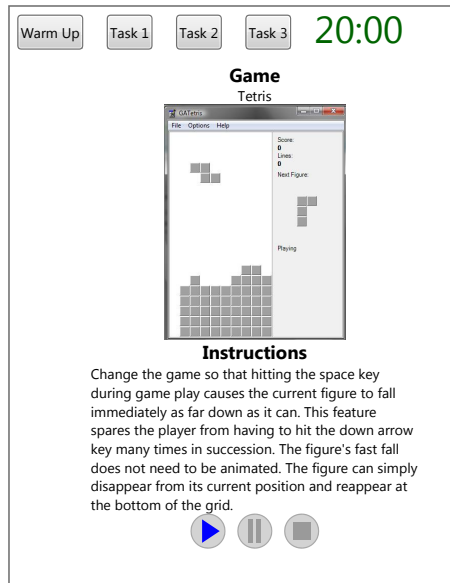 Warm Up
Task 1
Task 2
Task 3
20:00
Game
Tetris
GATetris
File Options Help
Score:
0
Lines:
0
Next Figure:
Playing
Instructions
Change the game so that hitting the space key
during game play causes the current figure to fall
immediately as far down as it can. This feature
spares the player from having to hit the down arrow
key many times in succession. The figure's fast fall
does not need to be animated. The figure can simply
disappear from its current position and reappear at
the bottom of the grid.